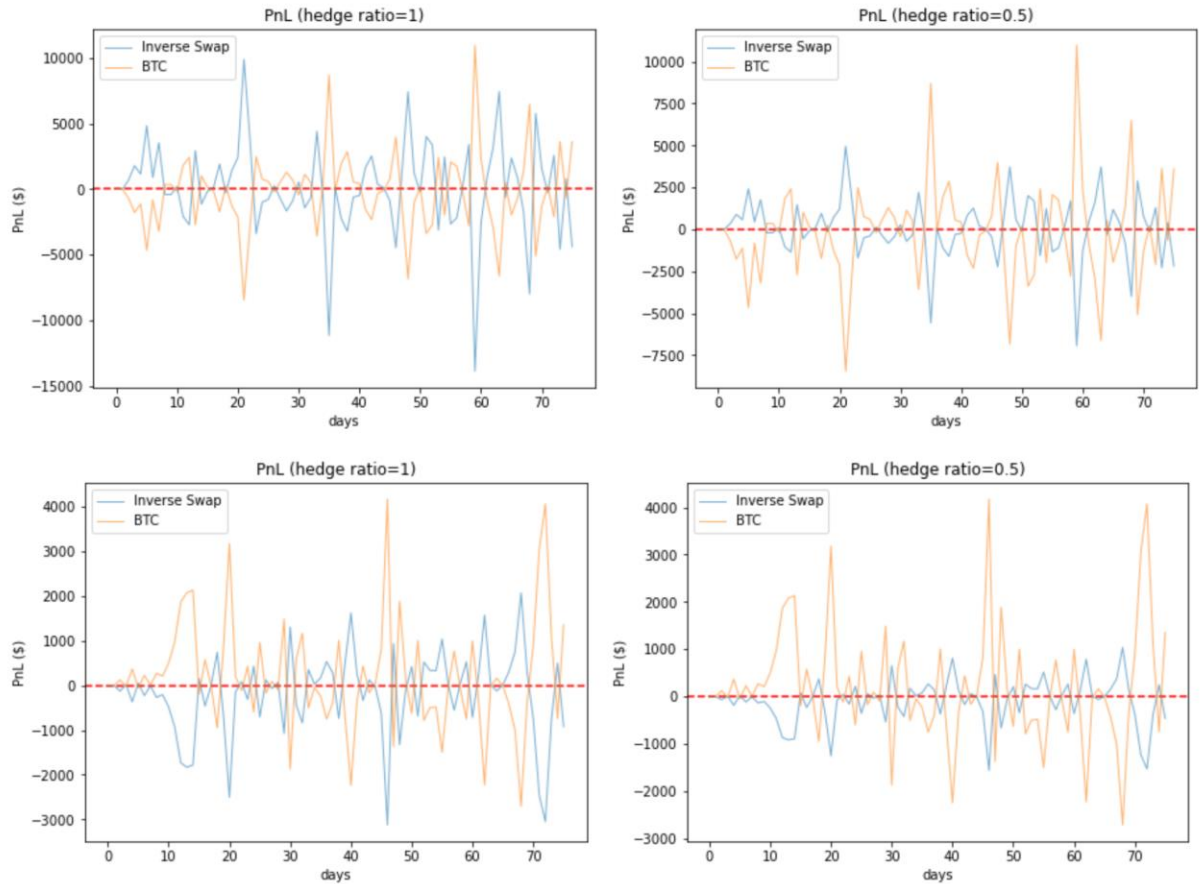 PnL (hedge ratio=1)
Inverse Swap
BTC
PnL ($)
10000
5000
0
−5000
−10000
−15000
0 10 20 30 40 50 60 70
days
PnL (hedge ratio=0.5)
Inverse Swap
BTC
PnL ($)
10000
7500
5000
2500
0
−2500
−5000
−7500
0 10 20 30 40 50 60 70
days
PnL (hedge ratio=1)
Inverse Swap
BTC
PnL ($)
4000
3000
2000
1000
0
−1000
−2000
−3000
0 10 20 30 40 50 60 70
days
PnL (hedge ratio=0.5)
Inverse Swap
BTC
PnL ($)
4000
3000
2000
1000
0
−1000
−2000
−3000
0 10 20 30 40 50 60 70
days